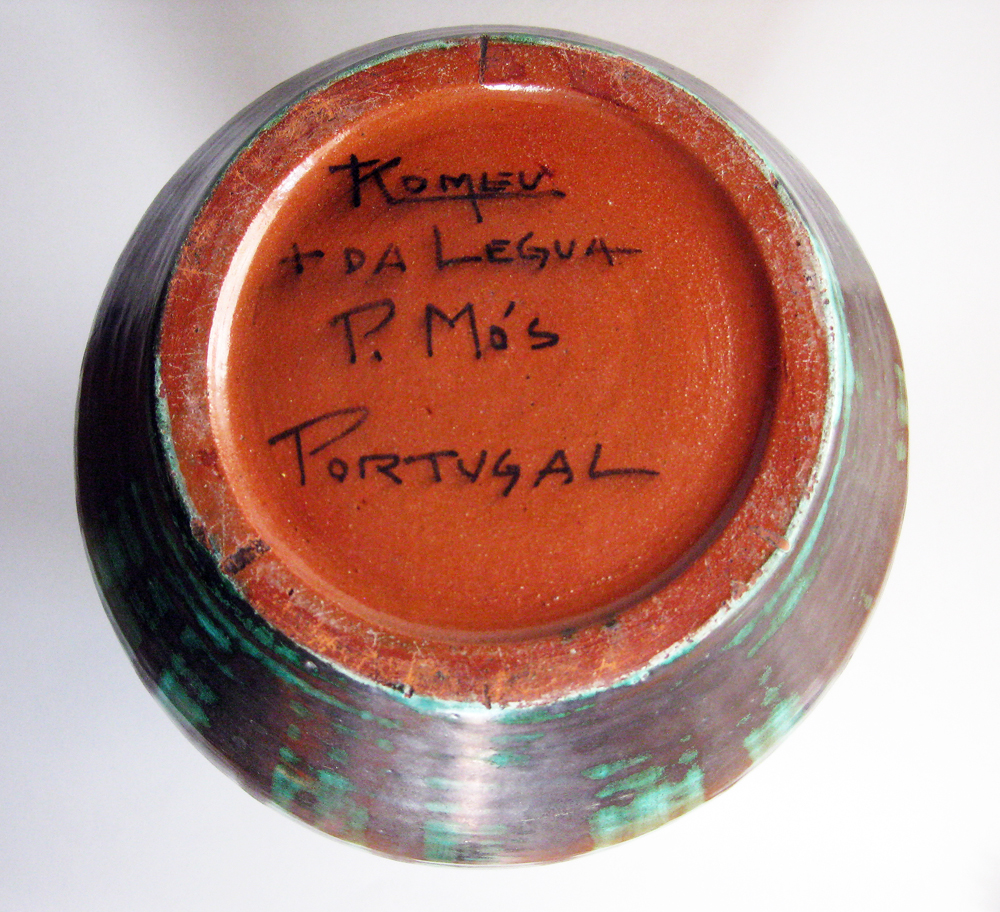 ROMEU
+ DA LEGUA
P. Mós
PORTUGAL